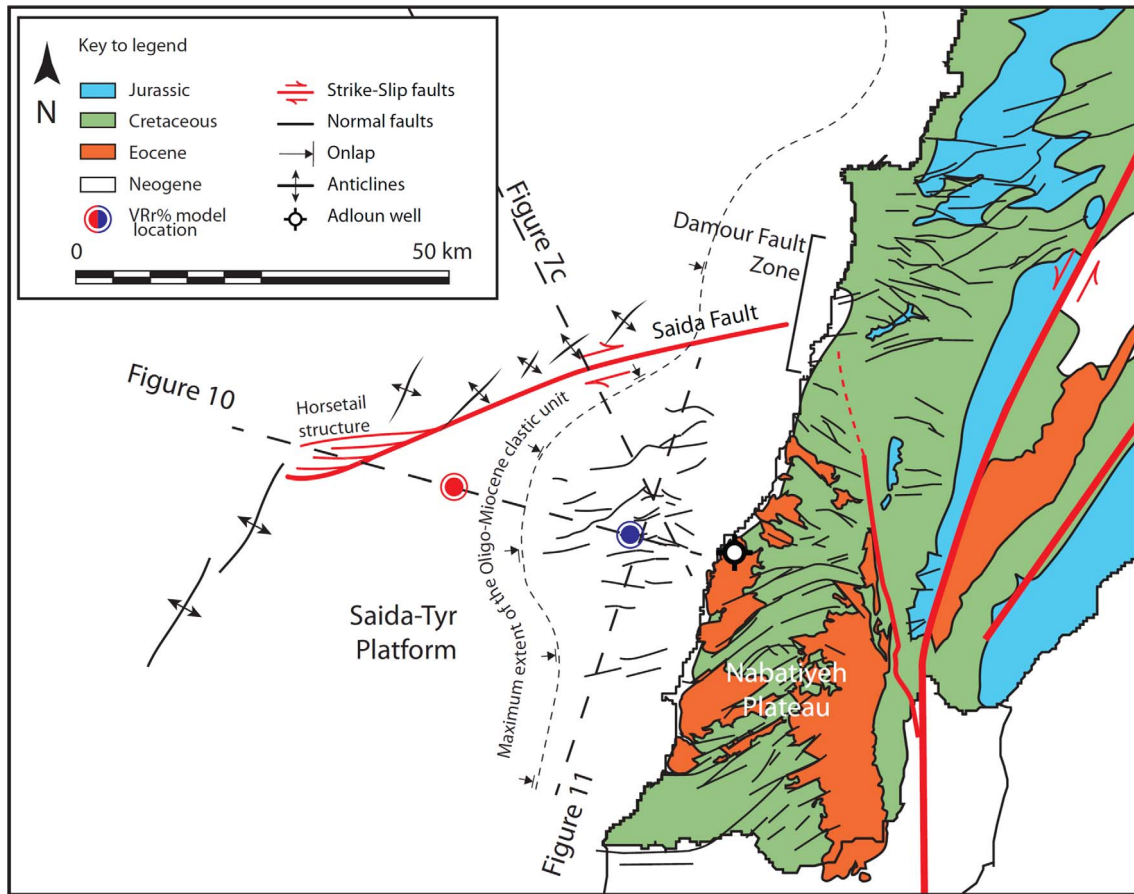 Key to legend
N
Jurassic
Cretaceous
Eocene
Neogene
VRr% model
location
Strike-Slip faults
Normal faults
Onlap
Anticlines
Adloun well
0
50 km
Figure 7c
Damour Fault
Zone
Saida Fault
Figure 10
Horsetail
structure
Maximum extent of the Oligo-Miocene clastic unit
Saida-Tyr
Platform
Nabatiyeh
Plateau
Figure 11